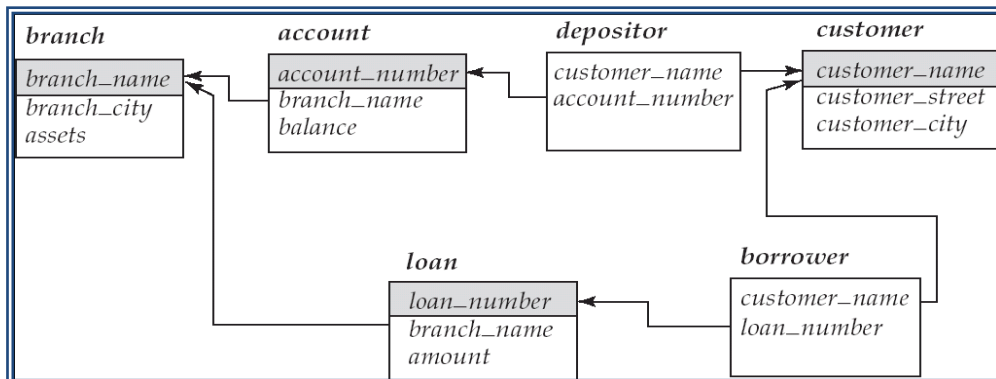 branch
branch_name
branch_city
assets
account
account_number
branch_name
balance
depositor
customer_name
account_number
customer
customer_name
customer_street
customer_city
loan
loan_number
branch_name
amount
borrower
customer_name
loan_number